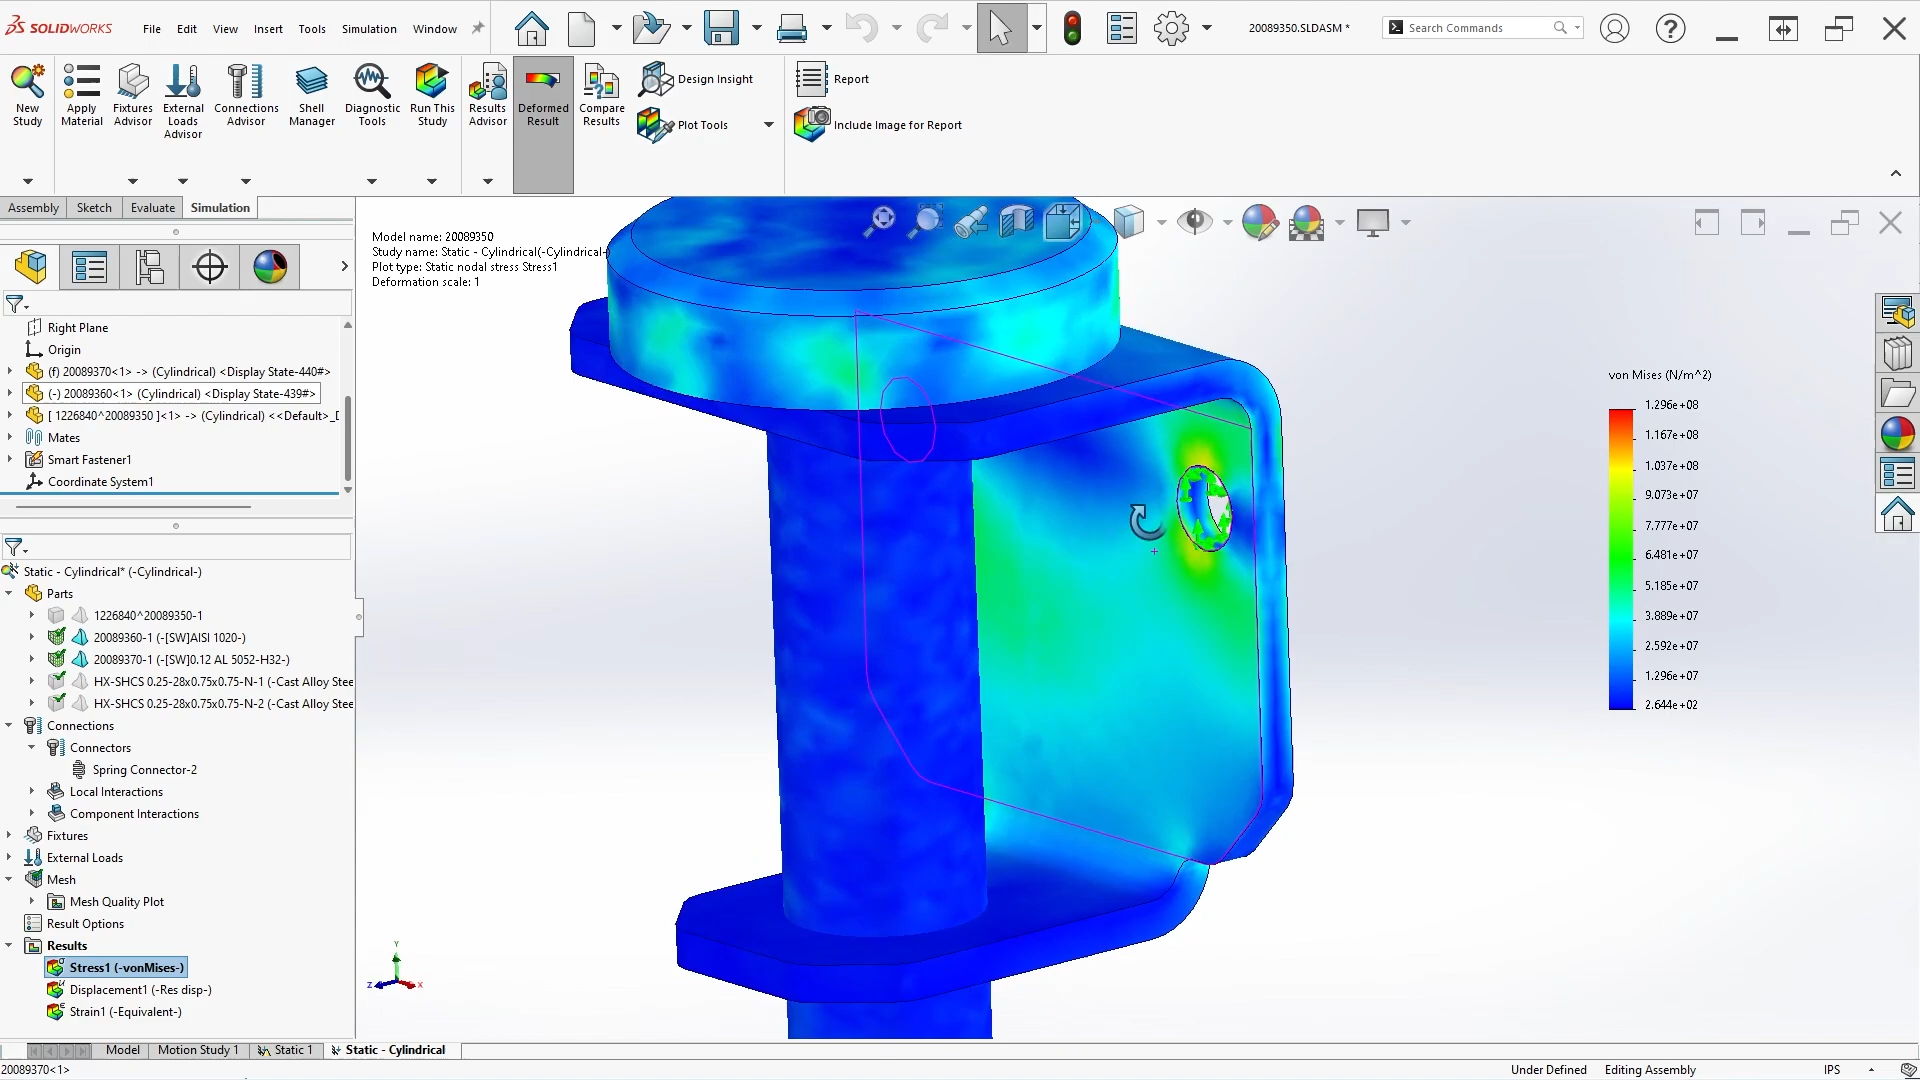 SOLIDWORKS File Edit View Insert Tools Simulation Window 20089350.SLDASM * Search Commands
New Study
Apply Material
Fixtures Advisor
External Loads Advisor
Connections Advisor
Shell Manager
Diagnostic Tools
Run This Study
Results Advisor
Deformed Result
Compare Results
Design Insight
Plot Tools
Report
Include Image for Report
Assembly Sketch Evaluate Simulation
Model name: 20089350
Study name: Static - Cylindrical(-Cylindrical-
Plot type: Static nodal stress Stress1
Deformation scale: 1
Right Plane
Origin
(f) 20089370<1> -> (Cylindrical) <Display State-440#>
(-) 20089360<1> (Cylindrical) <Display State-439#>
[ 1226840^20089350 ]<1> -> (Cylindrical) <<Default>_D
Mates
Smart Fastener1
Coordinate System1
Static - Cylindrical* (-Cylindrical-)
Parts
1226840^20089350-1
20089360-1 (-[SW]AISI 1020-)
20089370-1 (-[SW]0.12 AL 5052-H32-)
HX-SHCS 0.25-28x0.75x0.75-N-1 (-Cast Alloy Stee
HX-SHCS 0.25-28x0.75x0.75-N-2 (-Cast Alloy Stee
Connections
Connectors
Spring Connector-2
Local Interactions
Component Interactions
Fixtures
External Loads
Mesh
Mesh Quality Plot
Result Options
Results
Stress1 (-vonMises-)
Displacement1 (-Res disp-)
Strain1 (-Equivalent-)
von Mises (N/m^2)
1.296e+08
1.167e+08
1.037e+08
9.073e+07
7.777e+07
6.481e+07
5.185e+07
3.889e+07
2.592e+07
1.296e+07
2.644e+02
Y
Z X
Model Motion Study 1 Static 1 Static - Cylindrical
20089370<1> Under Defined Editing Assembly IPS